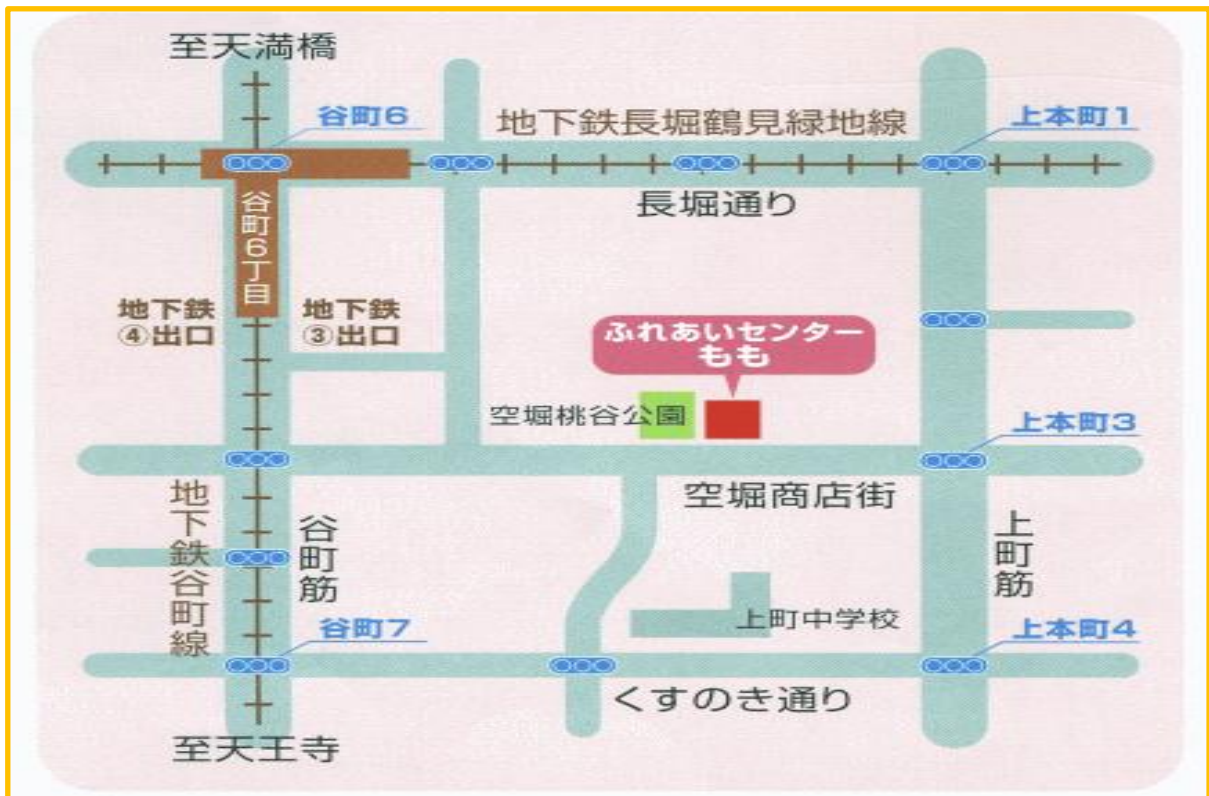 至天満橋
谷町6
地下鉄長堀鶴見緑地線
上本町1
長堀通り
谷町6丁目
地下鉄
④出口
地下鉄
③出口
ふれあいセンター
もも
空堀桃谷公園
上本町3
空堀商店街
地下鉄谷町線
谷町筋
上町筋
上町中学校
谷町7
上本町4
くすのき通り
至天王寺